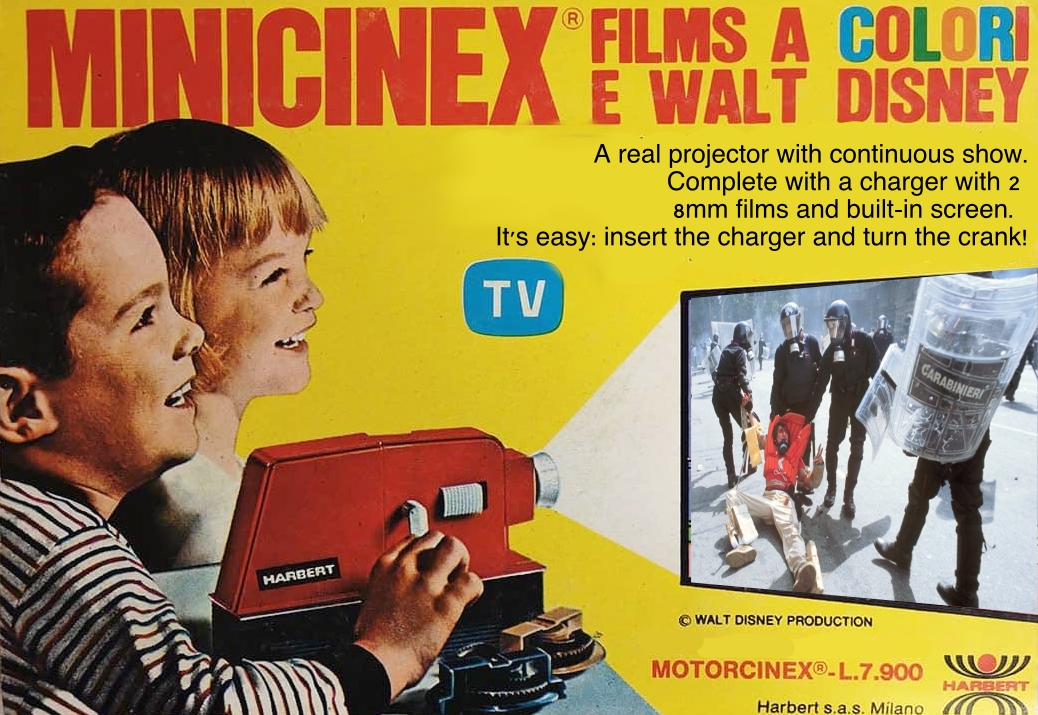 MINICINEX® FILMS A COLORI
E WALT DISNEY
A real projector with continuous show.
Complete with a charger with 2
8mm films and built-in screen.
It's easy: insert the charger and turn the crank!
TV
CARABINIERI
HARBERT
© WALT DISNEY PRODUCTION
MOTORCINEX®-L.7.900
HARBERT
Harbert s.a.s. Milano